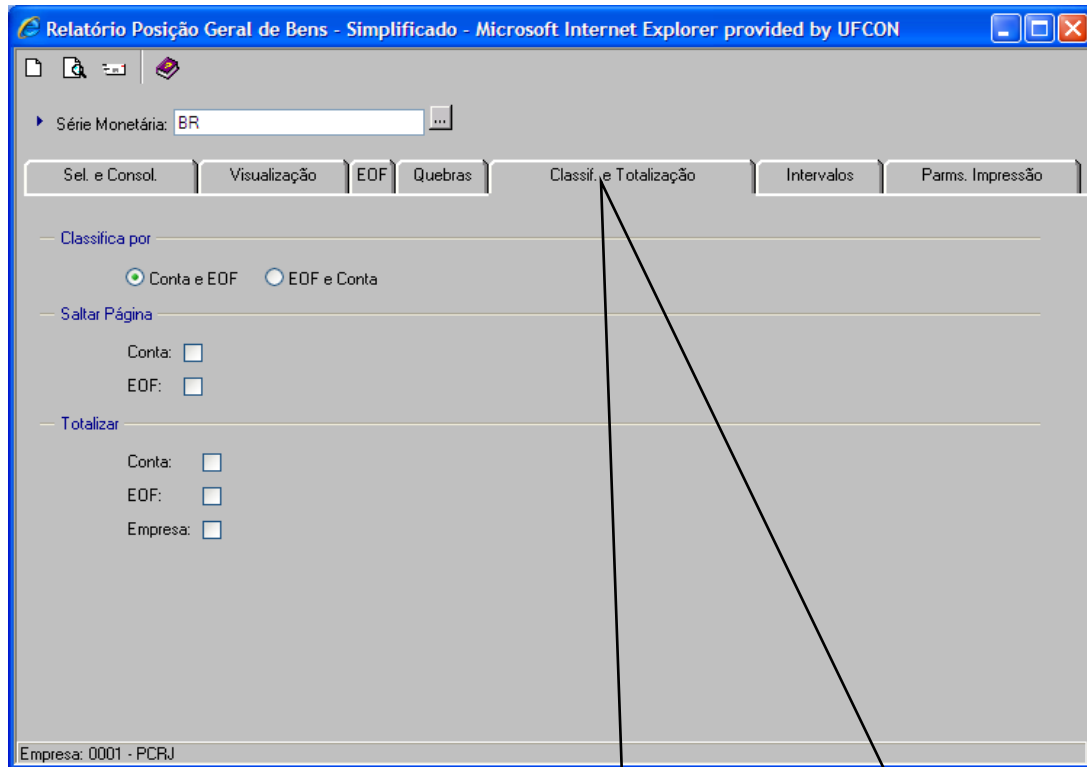 Relatório Posição Geral de Bens - Simplificado - Microsoft Internet Explorer provided by UFCON
Série Monetária: BR ...
Sel. e Consol. Visualização EOF Quebras Classif. e Totalização Intervalos Parms. Impressão
Classifica por
Conta e EOF EOF e Conta
Saltar Página
Conta:
EOF:
Totalizar
Conta:
EOF:
Empresa:
Empresa: 0001 - PCRJ